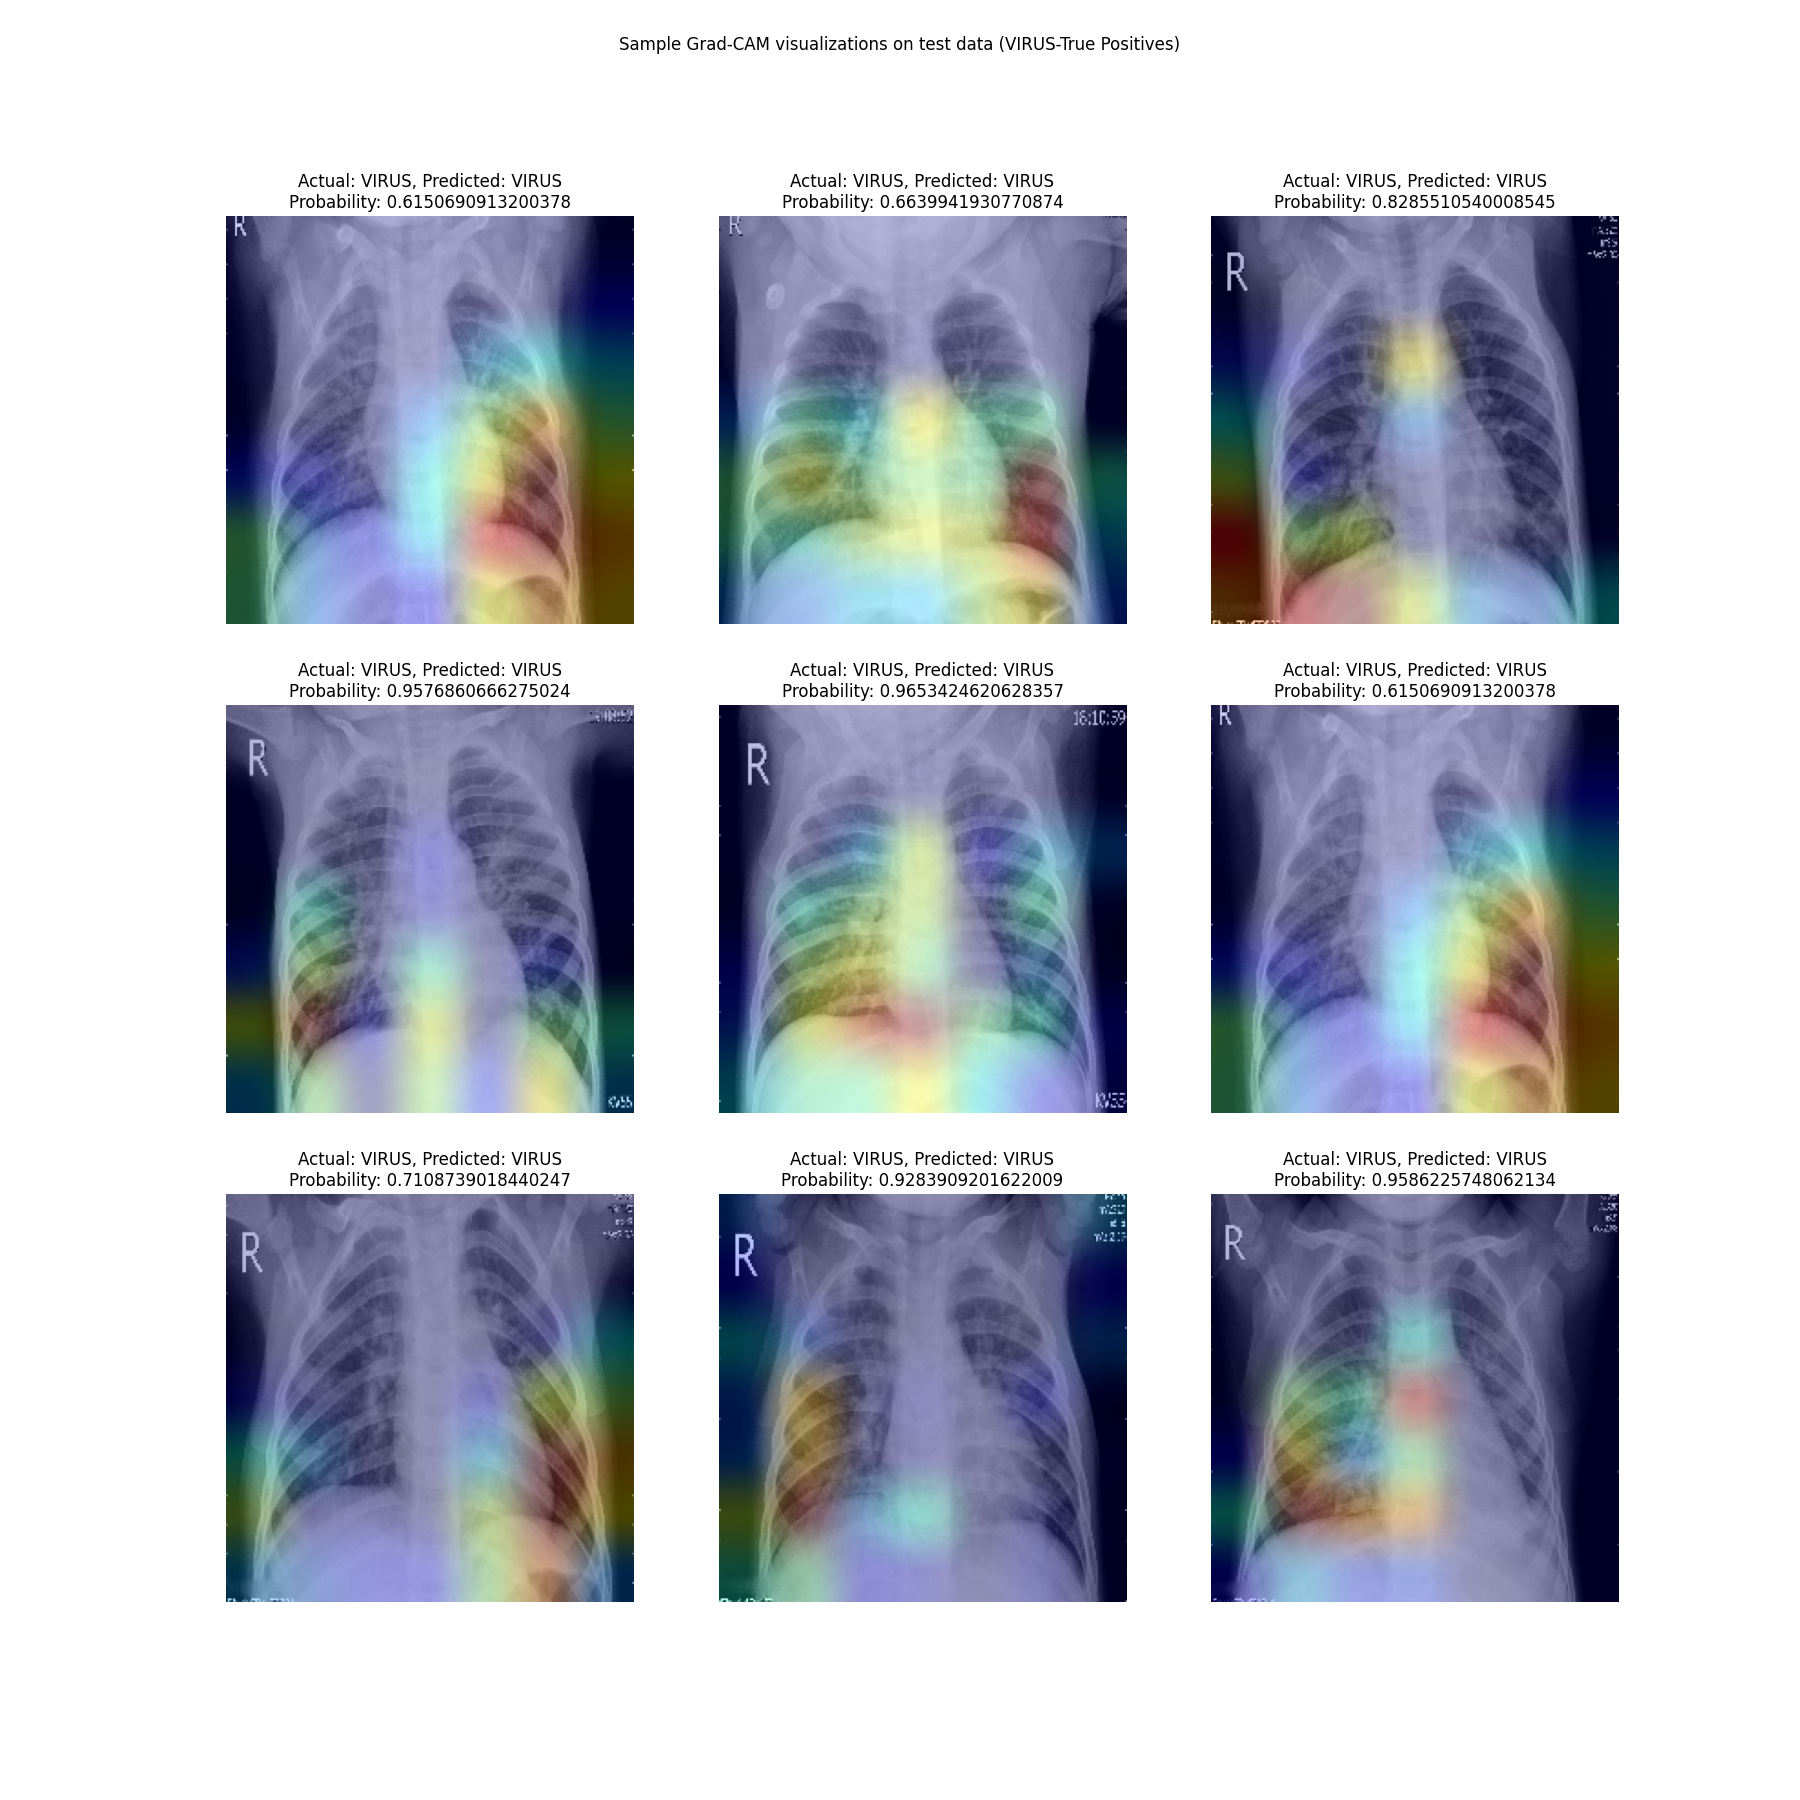 Sample Grad-CAM visualizations on test data (VIRUS-True Positives)
Actual: VIRUS, Predicted: VIRUS
Probability: 0.6150690913200378
R
Actual: VIRUS, Predicted: VIRUS
Probability: 0.6639941930770874
R
Actual: VIRUS, Predicted: VIRUS
Probability: 0.8285510540008545
R
Actual: VIRUS, Predicted: VIRUS
Probability: 0.9576860666275024
R
Actual: VIRUS, Predicted: VIRUS
Probability: 0.9653424620628357
R
Actual: VIRUS, Predicted: VIRUS
Probability: 0.6150690913200378
R
Actual: VIRUS, Predicted: VIRUS
Probability: 0.7108739018440247
R
Actual: VIRUS, Predicted: VIRUS
Probability: 0.9283909201622009
R
Actual: VIRUS, Predicted: VIRUS
Probability: 0.9586225748062134
R